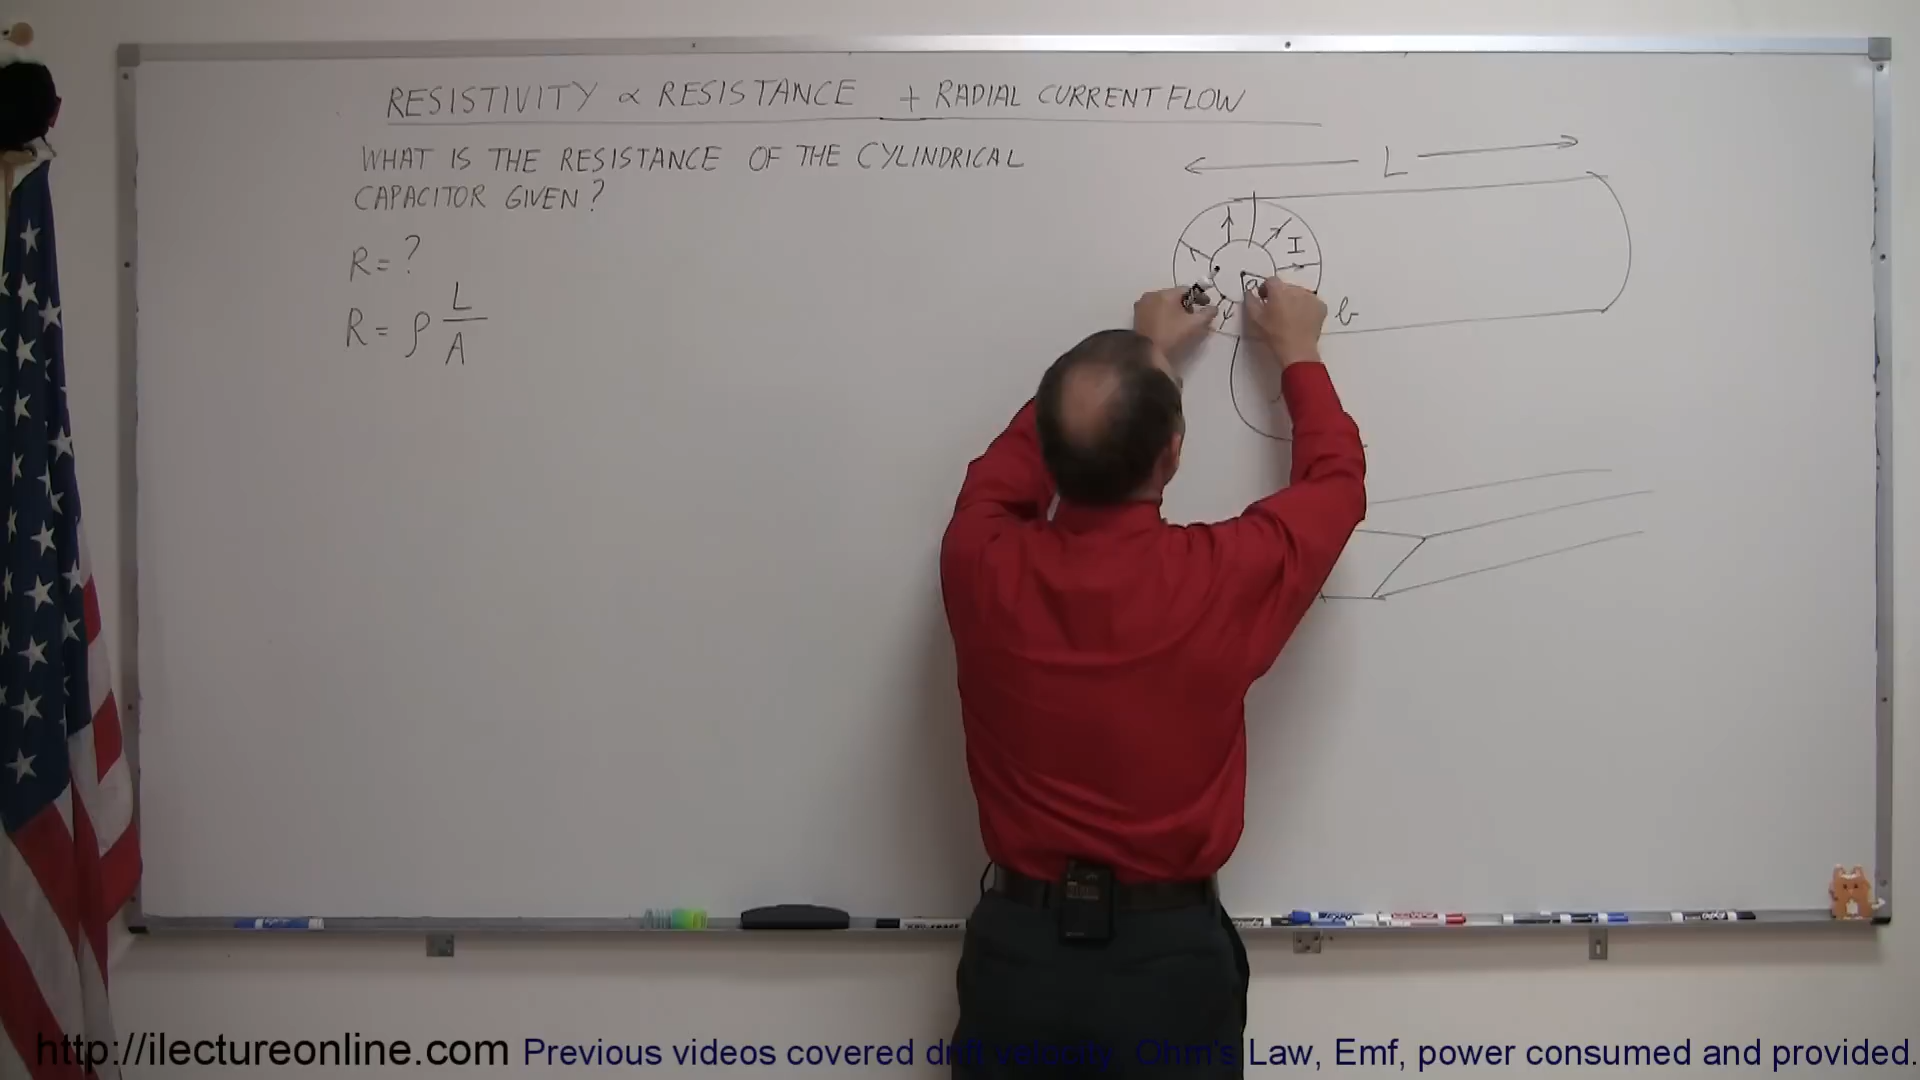 RESISTIVITY ∝ RESISTANCE + RADIAL CURRENT FLOW
WHAT IS THE RESISTANCE OF THE CYLINDRICAL
CAPACITOR GIVEN?
R = ?
R = ρ L/A
L
I
a
b
http://ilectureonline.com Previous videos covered drift velocity, Ohm's Law, Emf, power consumed and provided.